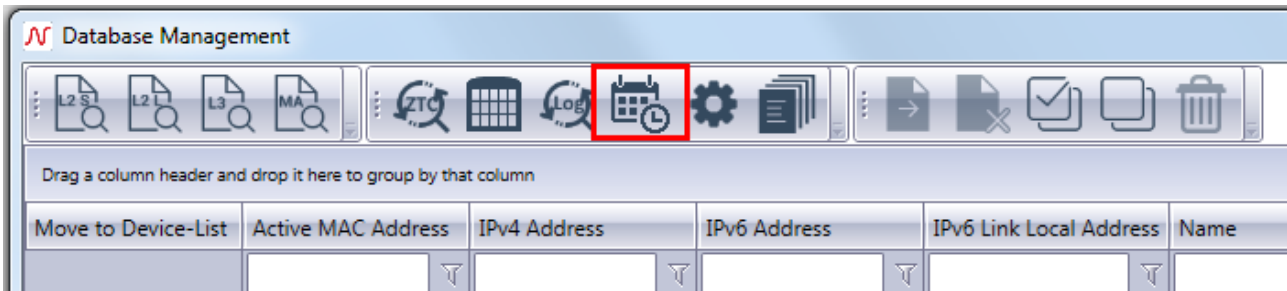 Database Management
L2 S L2 L L3 MA ZTC Log
Drag a column header and drop it here to group by that column
Move to Device-List Active MAC Address IPv4 Address IPv6 Address IPv6 Link Local Address Name